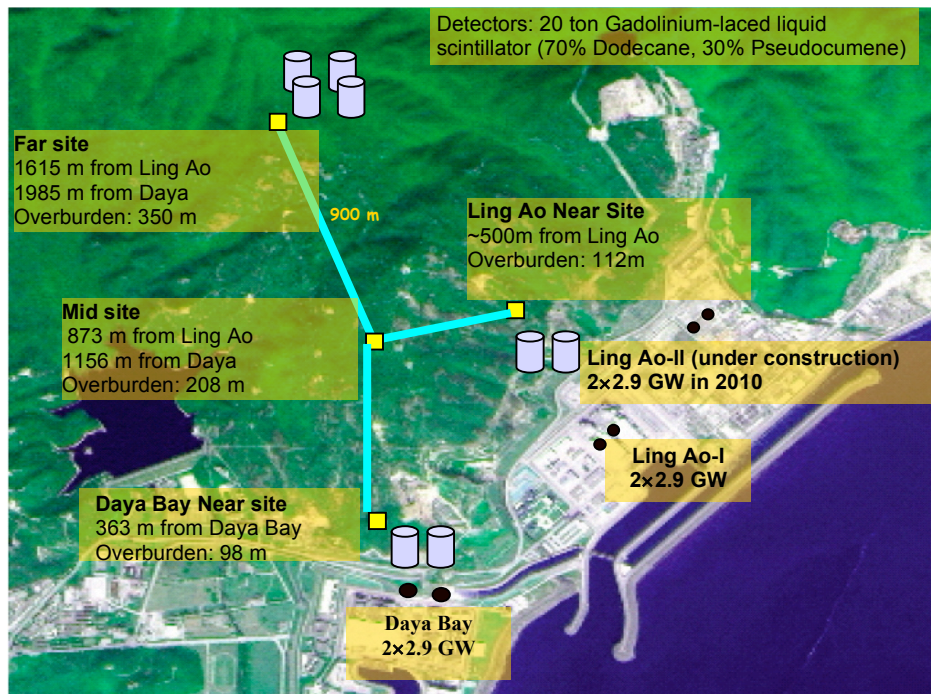 Detectors: 20 ton Gadolinium-laced liquid
scintillator (70% Dodecane, 30% Pseudocumene)
Far site
1615 m from Ling Ao
1985 m from Daya
Overburden: 350 m
900 m
Ling Ao Near Site
~500m from Ling Ao
Overburden: 112m
Mid site
873 m from Ling Ao
1156 m from Daya
Overburden: 208 m
Ling Ao-II (under construction)
2×2.9 GW in 2010
Ling Ao-I
2×2.9 GW
Daya Bay Near site
363 m from Daya Bay
Overburden: 98 m
Daya Bay
2×2.9 GW